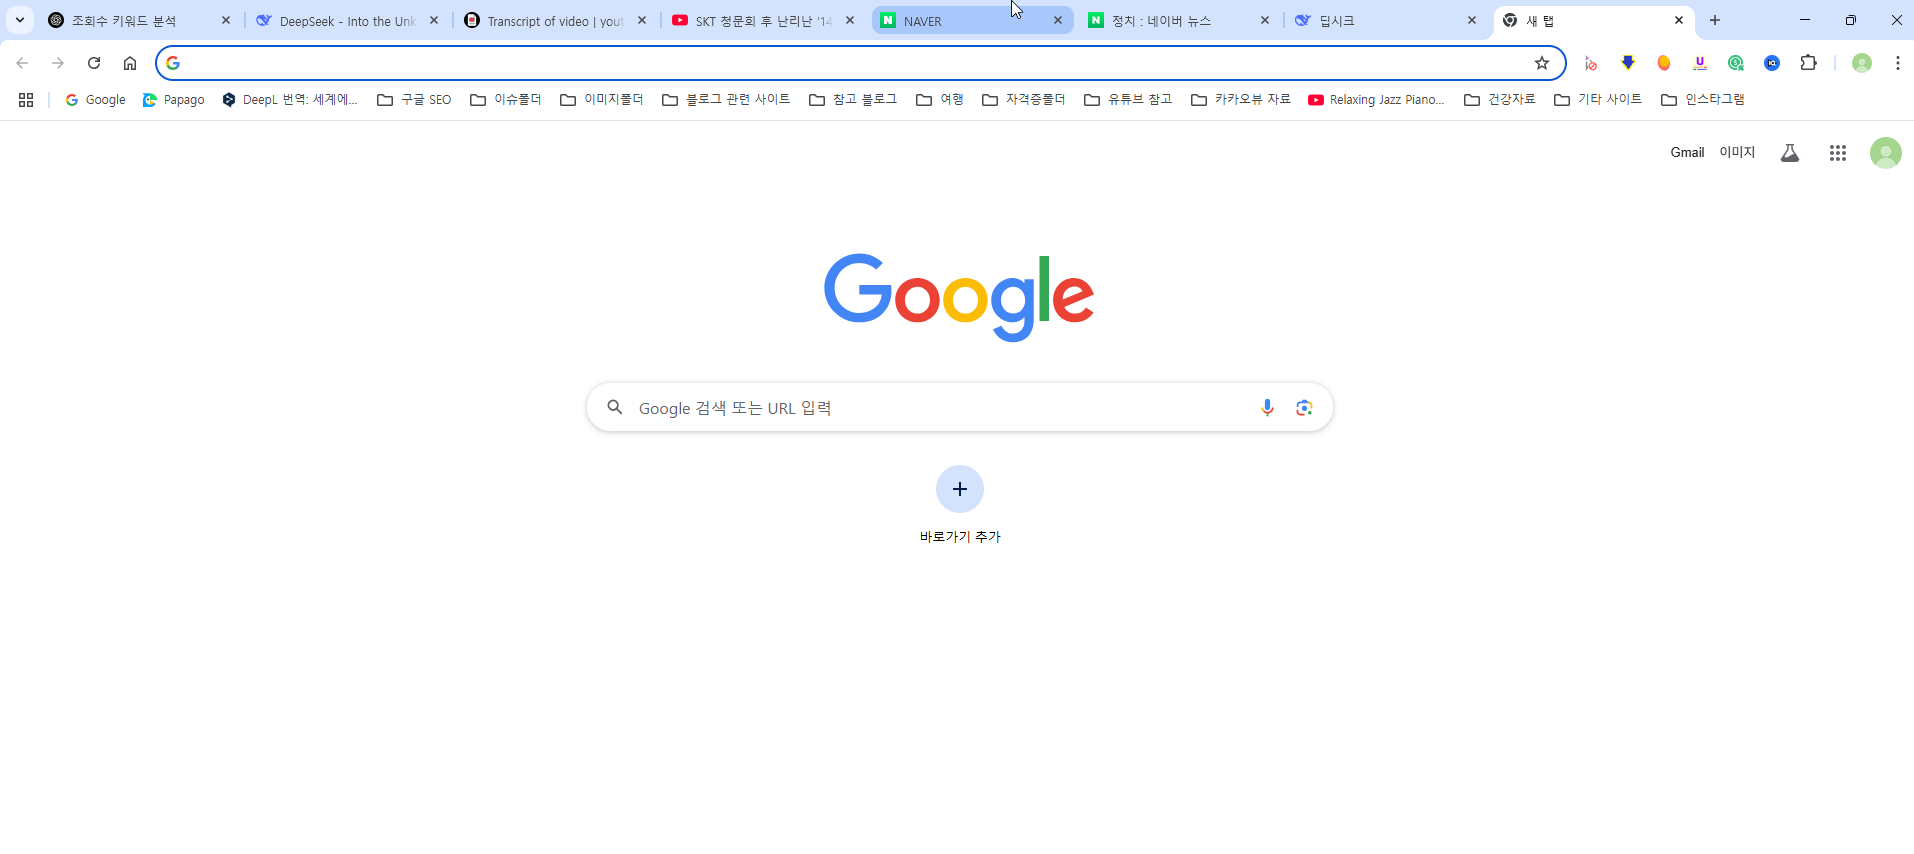 조회수 키워드 분석
DeepSeek - Into the Unk
Transcript of video | yout
SKT 청문회 후 난리난 '14
NAVER
정치 : 네이버 뉴스
딥시크
새 탭
Google
Papago
DeepL 번역: 세계에...
구글 SEO
이슈폴더
이미지폴더
블로그 관련 사이트
참고 블로그
여행
자격증폴더
유튜브 참고
카카오뷰 자료
Relaxing Jazz Piano...
건강자료
기타 사이트
인스타그램
Gmail
이미지
Google
Google 검색 또는 URL 입력
바로가기 추가